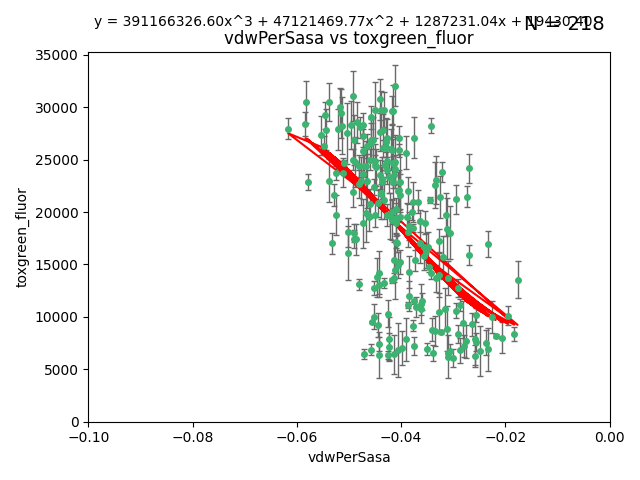 y = 391166326.60x^3 + 47121469.77x^2 + 1287231.04x +
N = 218
vdwPerSasa vs toxgreen_fluor
35000
30000
25000
20000
15000
10000
5000
0
toxgreen_fluor
−0.10
−0.08
−0.06
−0.04
−0.02
0.00
vdwPerSasa